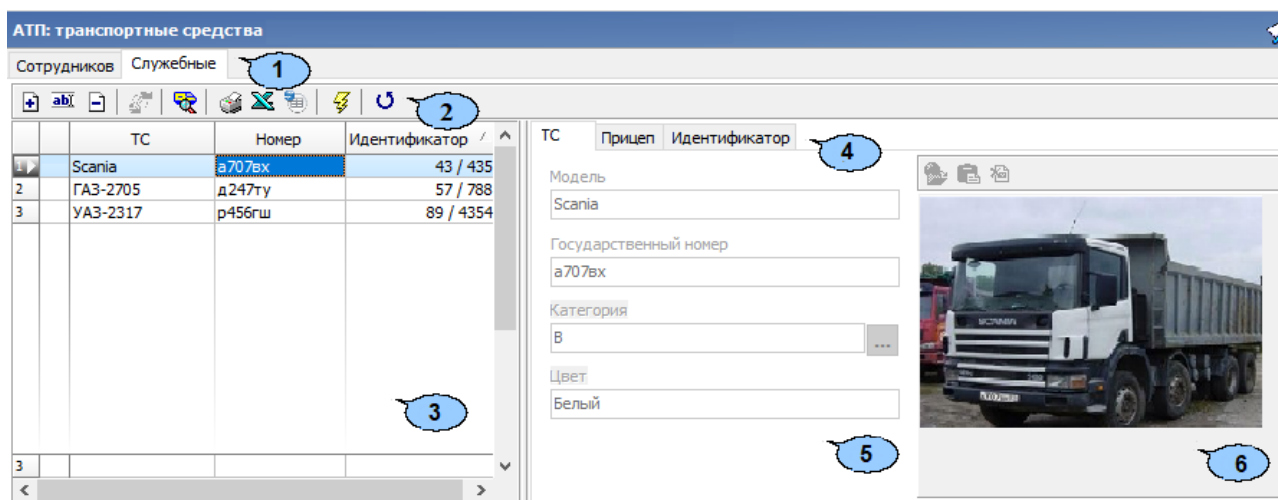 АТП: транспортные средства
Сотрудников Служебные 1
2
ТС Номер Идентификатор
1 Scania а707вх 43 / 435
2 ГАЗ-2705 д247ту 57 / 788
3 УАЗ-2317 р456гш 89 / 4354
3
3
ТС Прицеп Идентификатор 4
Модель
Scania
Государственный номер
а707вх
Категория
В
...
Цвет
Белый
5
SCANIA
6